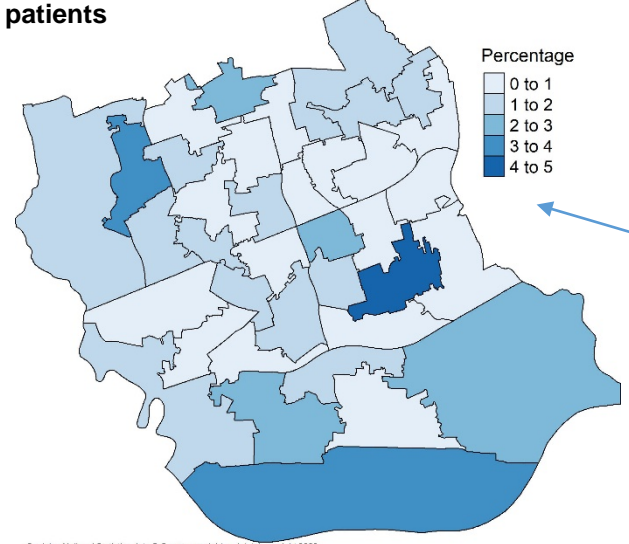 patients
Percentage
0 to 1
1 to 2
2 to 3
3 to 4
4 to 5